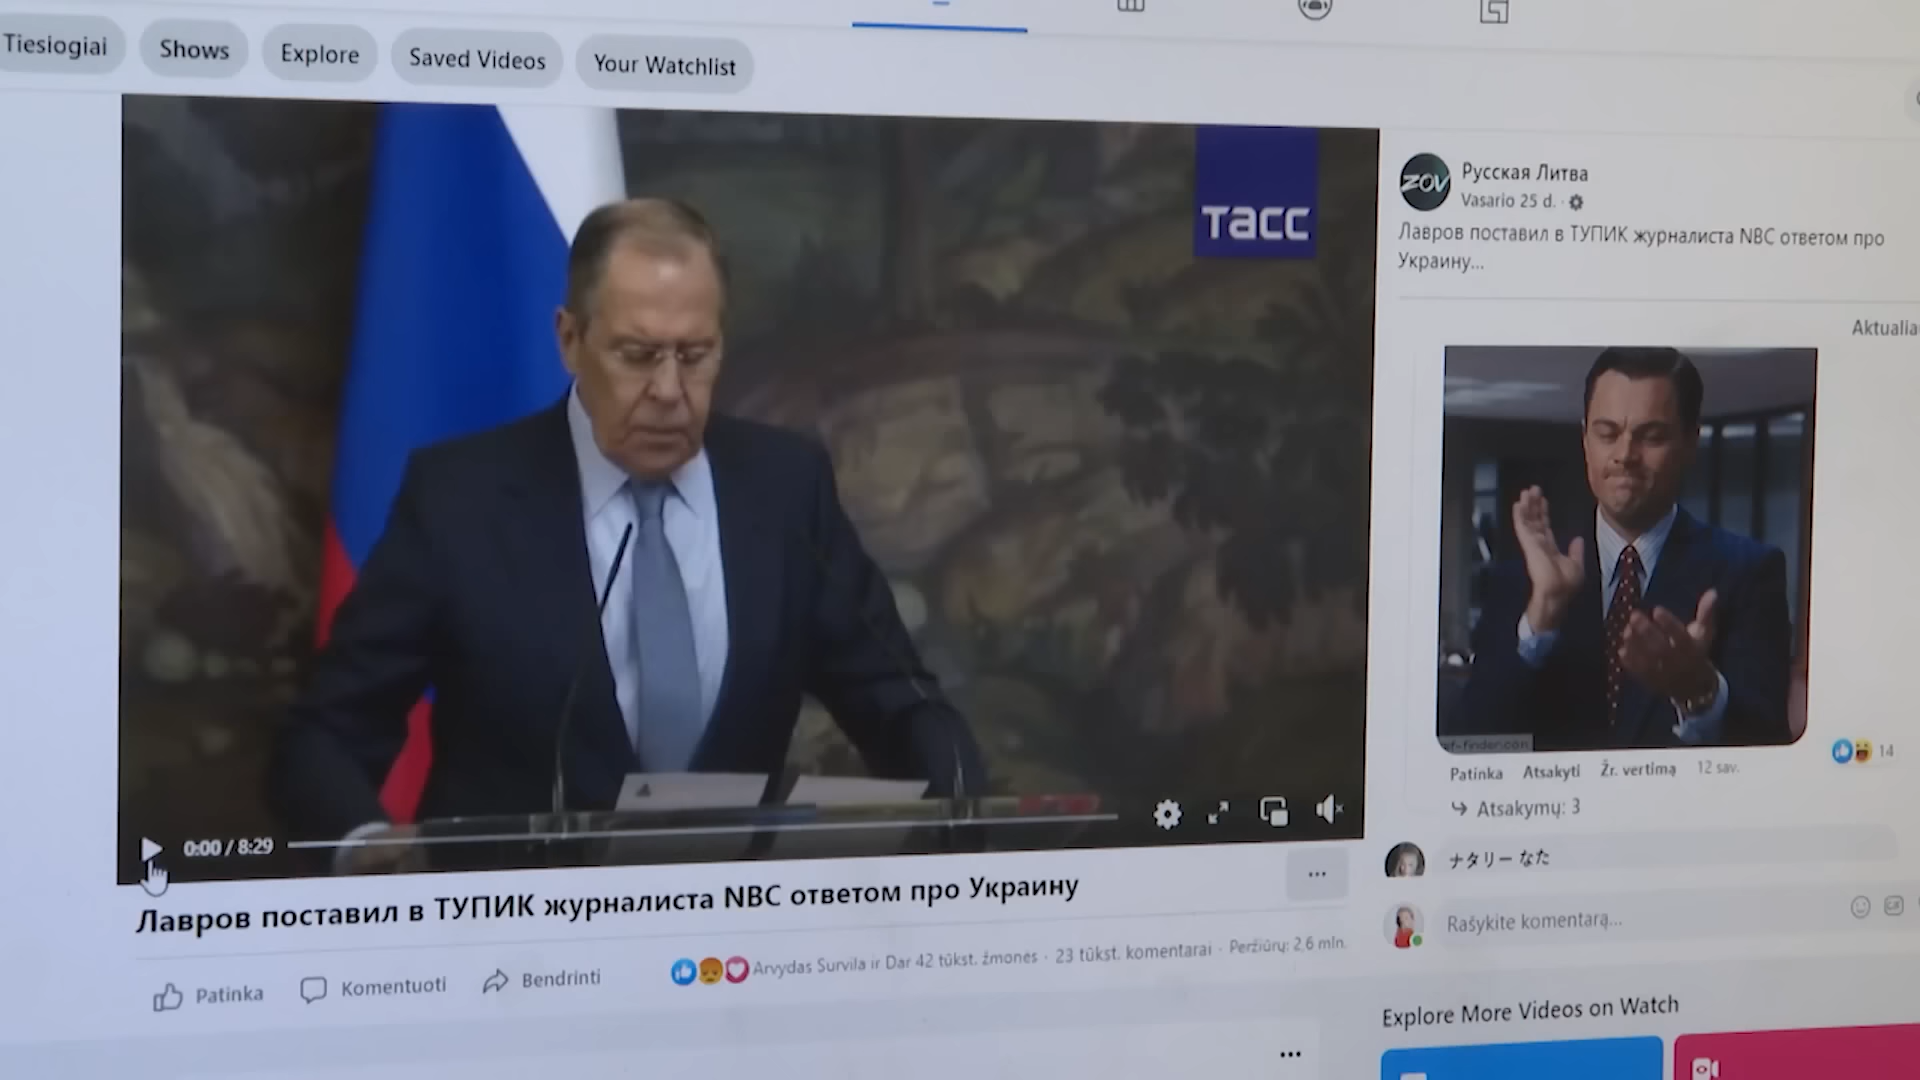 Tiesiogiai
Shows
Explore
Saved Videos
Your Watchlist
тасс
ZOV
Русская Литва
Vasario 25 d. ·
Лавров поставил в ТУПИК журналиста NBC ответом про
Украину...
Aktualia
Patinka Atsakyti Žr. vertimą 12 sav.
14
Atsakymų: 3
ナタリー なた
Rašykite komentarą...
0:00 / 8:29
Лавров поставил в ТУПИК журналиста NBC ответом про Украину
Patinka
Komentuoti
Bendrinti
Arvydas Survila ir Dar 42 tūkst. žmonės · 23 tūkst. komentarai · Peržiūrų: 2,6 mln.
Explore More Videos on Watch